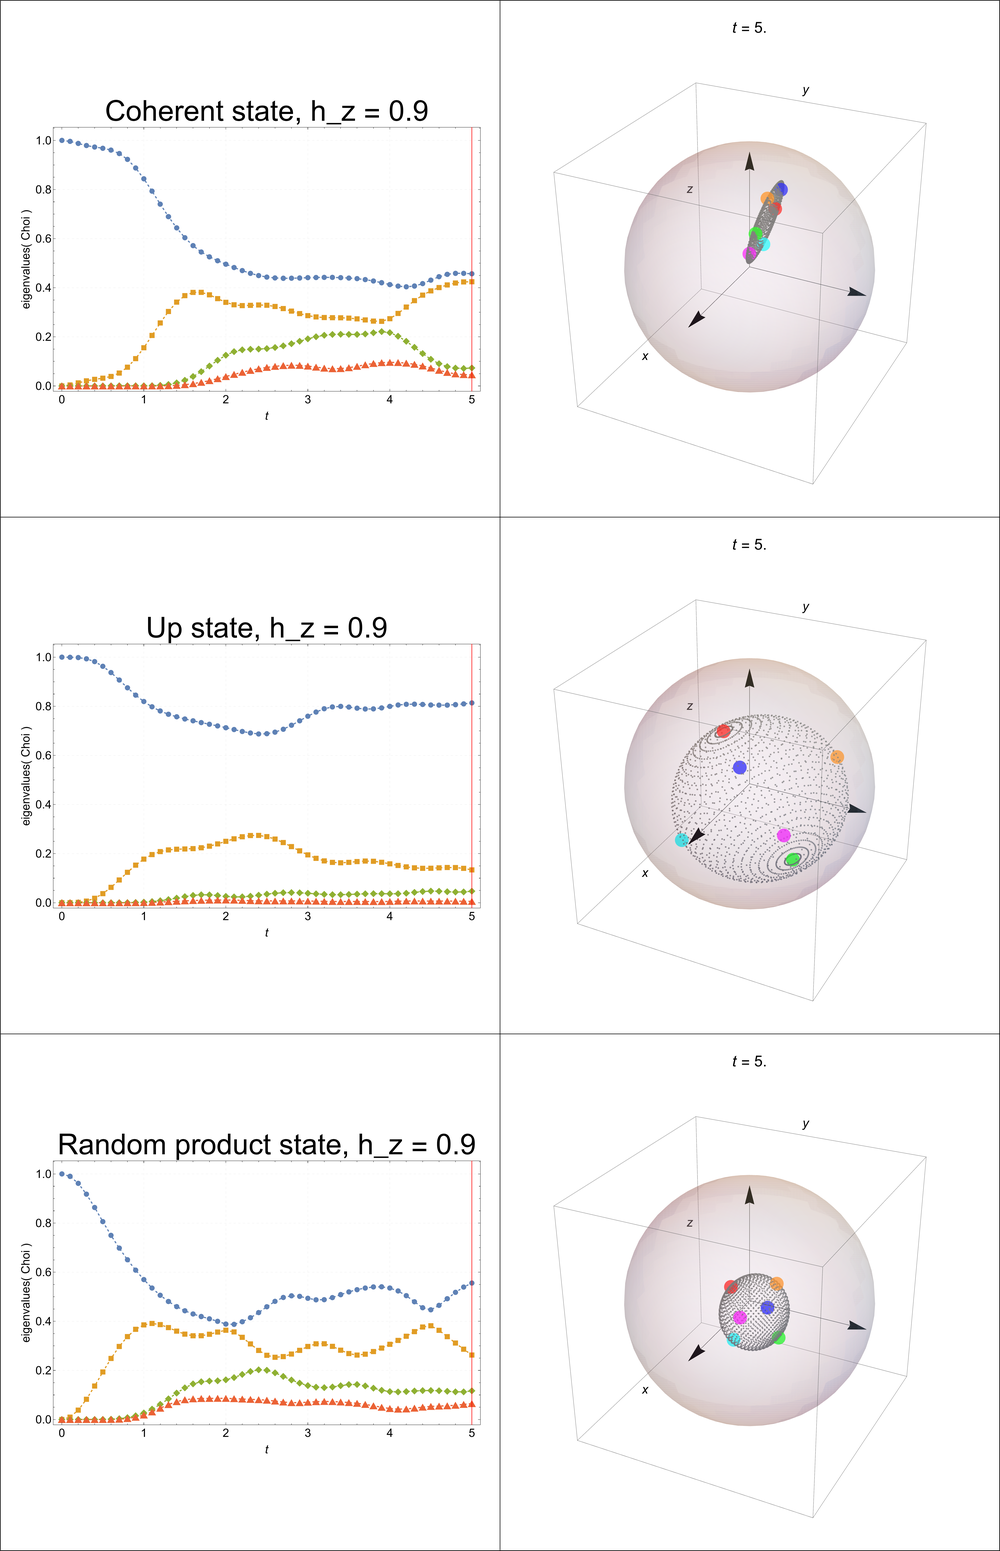 Coherent state, h_z = 0.9
eigenvalues( Choi )
1.0
0.8
0.6
0.4
0.2
0.0
0 1 2 3 4 5
t
t = 5.
y
z
x
Up state, h_z = 0.9
eigenvalues( Choi )
1.0
0.8
0.6
0.4
0.2
0.0
0 1 2 3 4 5
t
t = 5.
y
z
x
Random product state, h_z = 0.9
eigenvalues( Choi )
1.0
0.8
0.6
0.4
0.2
0.0
0 1 2 3 4 5
t
t = 5.
y
z
x